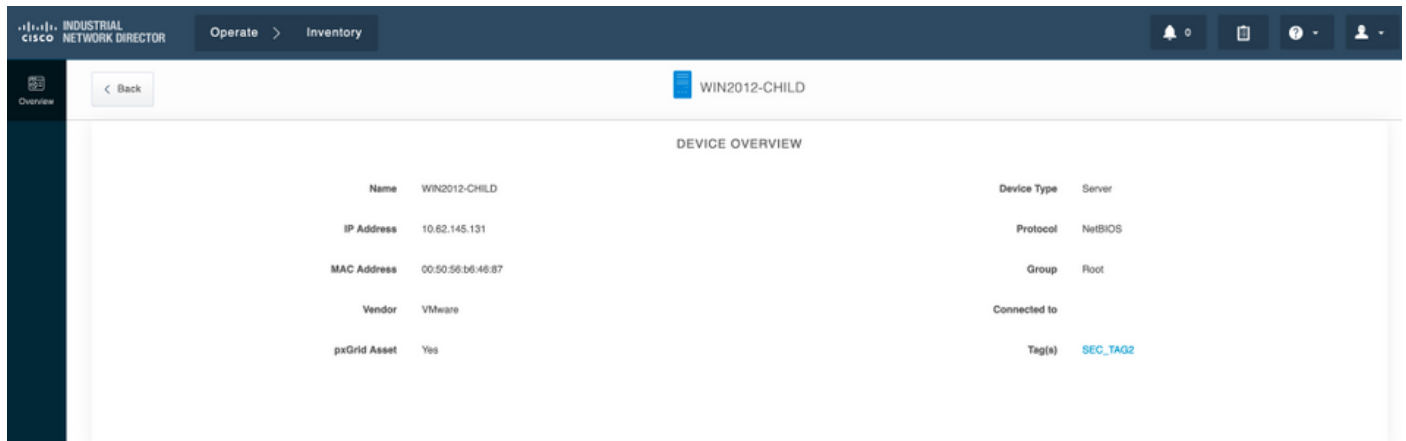 INDUSTRIAL
CISCO NETWORK DIRECTOR
Operate > Inventory
0
?
Overview
< Back
WIN2012-CHILD
DEVICE OVERVIEW
Name WIN2012-CHILD
Device Type Server
IP Address 10.62.145.131
Protocol NetBIOS
MAC Address 00:50:56:b6:46:87
Group Root
Vendor VMware
Connected to
pxGrid Asset Yes
Tag(s) SEC_TAG2